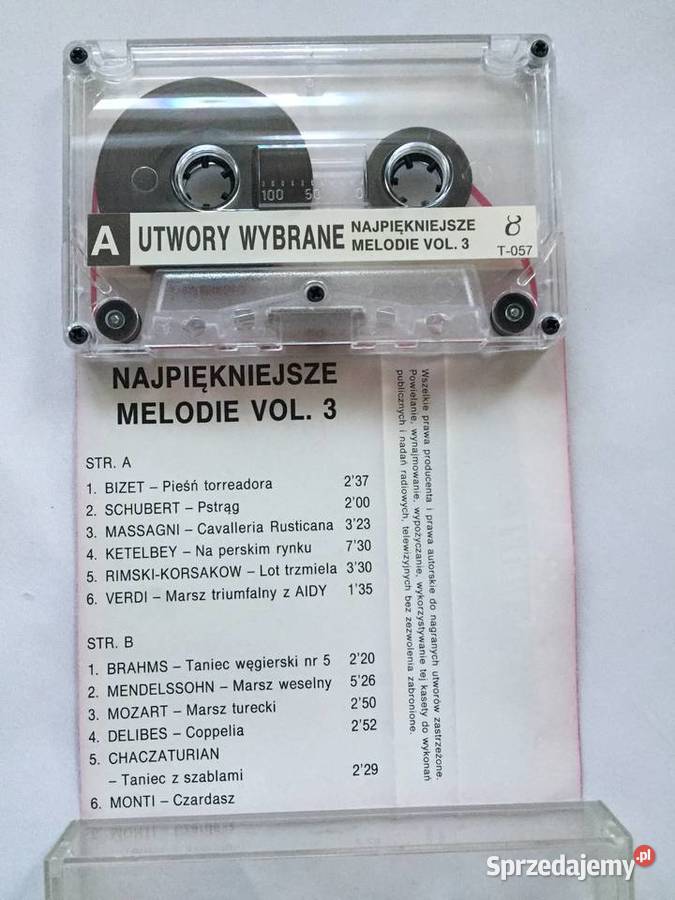 100 50 0
A UTWORY WYBRANE NAJPIĘKNIEJSZE
MELODIE VOL. 3
T-057
NAJPIĘKNIEJSZE
MELODIE VOL. 3
STR. A
1. BIZET – Pieśń torreadora 2'37
2. SCHUBERT – Pstrąg 2'00
3. MASSAGNI – Cavalleria Rusticana 3'23
4. KETELBEY – Na perskim rynku 7'30
5. RIMSKI-KORSAKOW – Lot trzmiela 3'30
6. VERDI – Marsz triumfalny z AIDY 1'35
STR. B
1. BRAHMS – Taniec węgierski nr 5 2'20
2. MENDELSSOHN – Marsz weselny 5'26
3. MOZART – Marsz turecki 2'50
4. DELIBES – Coppelia 2'52
5. CHACZATURIAN
– Taniec z szablami 2'29
6. MONTI – Czardasz
Wszelkie prawa producenta i prawa autorskie do nagranych utworów zastrzeżone.
Powielanie, wynajmowanie, wypożyczanie, wykorzystywanie tej kasety do wykonań
publicznych i nadań radiowych, telewizyjnych bez zezwolenia zabronione.
Sprzedajemy.pl